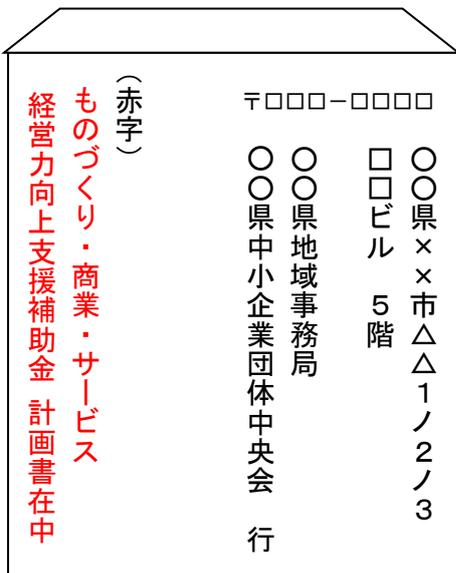 〒□□□－□□□□
○○県××市△△１ノ２ノ３
□□ビル　５階
○○県地域事務局
○○県中小企業団体中央会　行
（赤字）
ものづくり・商業・サービス
経営力向上支援補助金 計画書在中